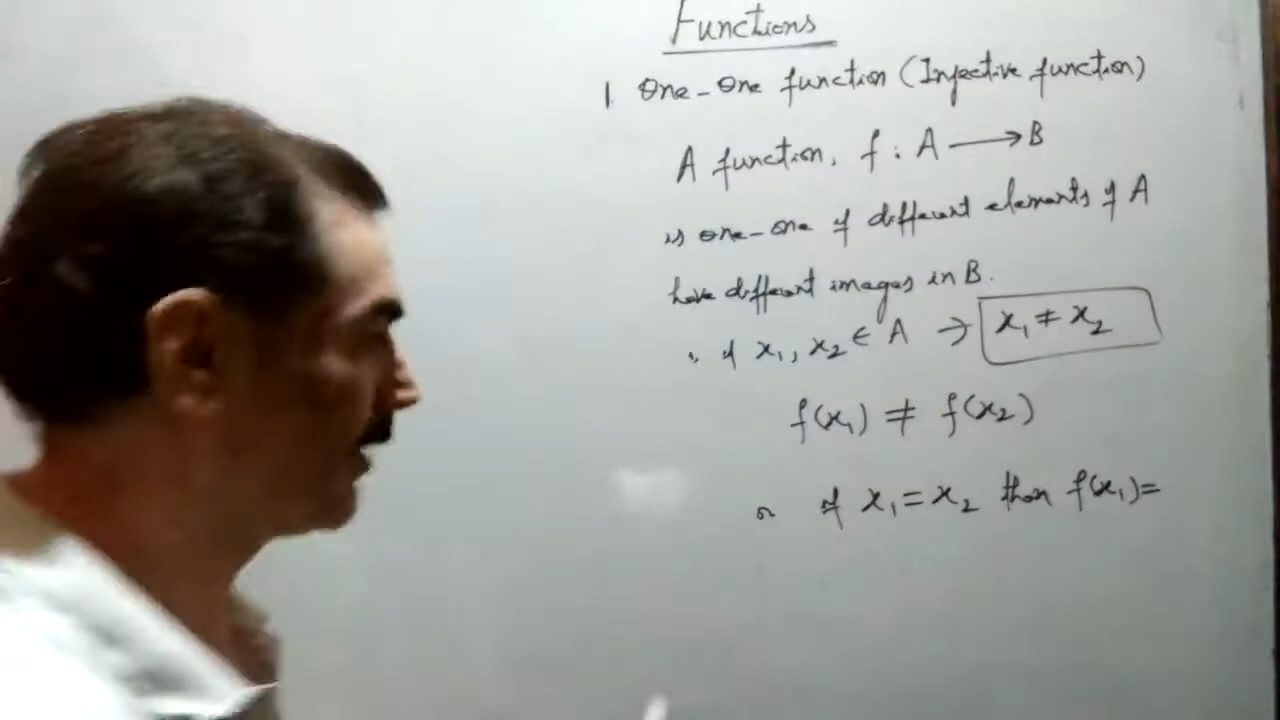 Functions
1 One-One function (Injective function)
A function, f : A ⟶ B
is one-one if different elements of A
have different images in B.
if x₁, x₂ ∈ A → x₁ ≠ x₂
f(x₁) ≠ f(x₂)
or if x₁ = x₂ then f(x₁) =